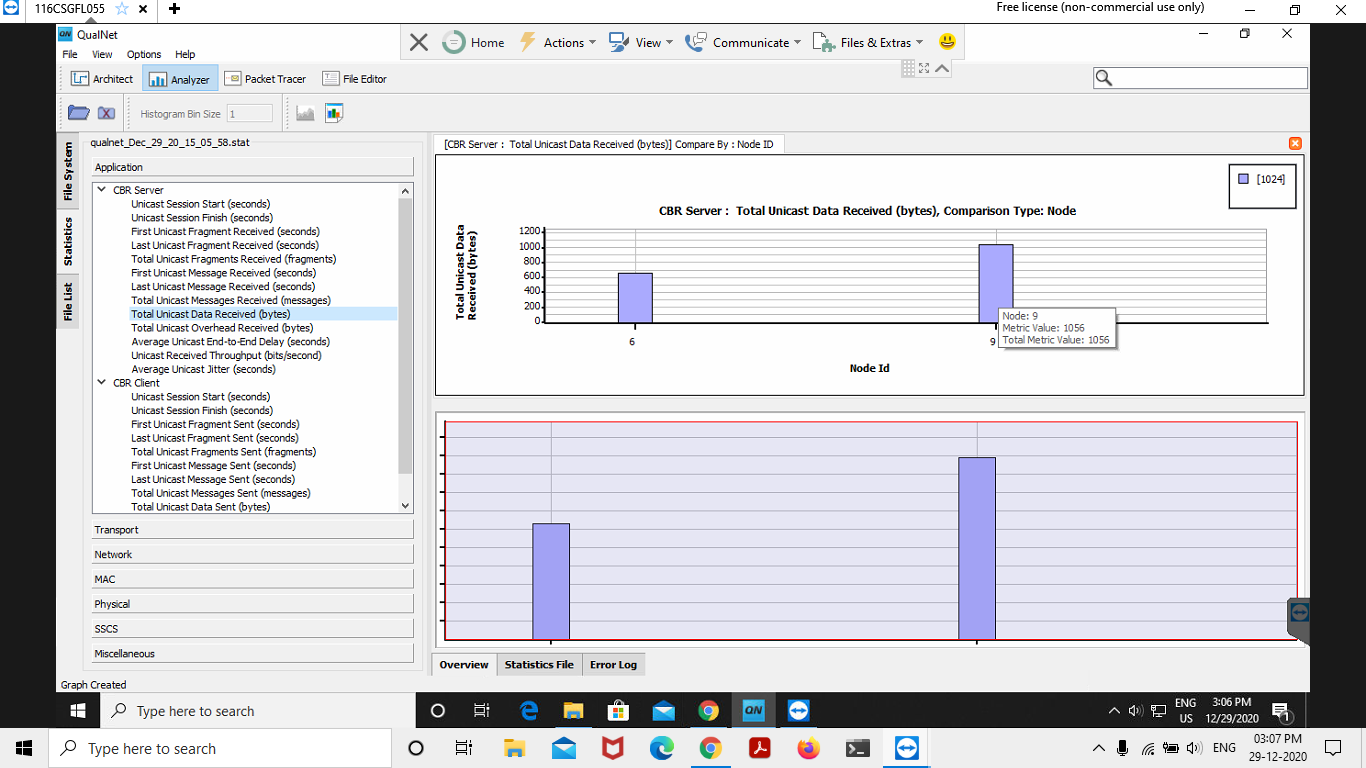 116CSGFL055
Free license (non-commercial use only)
QN QualNet
File View Options Help
Home Actions View Communicate Files & Extras
Architect Analyzer Packet Tracer File Editor
Histogram Bin Size 1
File System
Statistics
File List
qualnet_Dec_29_20_15_05_58.stat
Application
CBR Server
Unicast Session Start (seconds)
Unicast Session Finish (seconds)
First Unicast Fragment Received (seconds)
Last Unicast Fragment Received (seconds)
Total Unicast Fragments Received (fragments)
First Unicast Message Received (seconds)
Last Unicast Message Received (seconds)
Total Unicast Messages Received (messages)
Total Unicast Data Received (bytes)
Total Unicast Overhead Received (bytes)
Average Unicast End-to-End Delay (seconds)
Unicast Received Throughput (bits/second)
Average Unicast Jitter (seconds)
CBR Client
Unicast Session Start (seconds)
Unicast Session Finish (seconds)
First Unicast Fragment Sent (seconds)
Last Unicast Fragment Sent (seconds)
Total Unicast Fragments Sent (fragments)
First Unicast Message Sent (seconds)
Last Unicast Message Sent (seconds)
Total Unicast Messages Sent (messages)
Total Unicast Data Sent (bytes)
Transport
Network
MAC
Physical
SSCS
Miscellaneous
Graph Created
[CBR Server : Total Unicast Data Received (bytes)] Compare By : Node ID
[1024]
CBR Server : Total Unicast Data Received (bytes), Comparison Type: Node
Total Unicast Data
Received (bytes)
1200
1000
800
600
400
200
0
6 9
Node: 9
Metric Value: 1056
Total Metric Value: 1056
Node Id
Overview Statistics File Error Log
Type here to search
QN
ENG
US
3:06 PM
12/29/2020
1
Type here to search
ENG
03:07 PM
29-12-2020